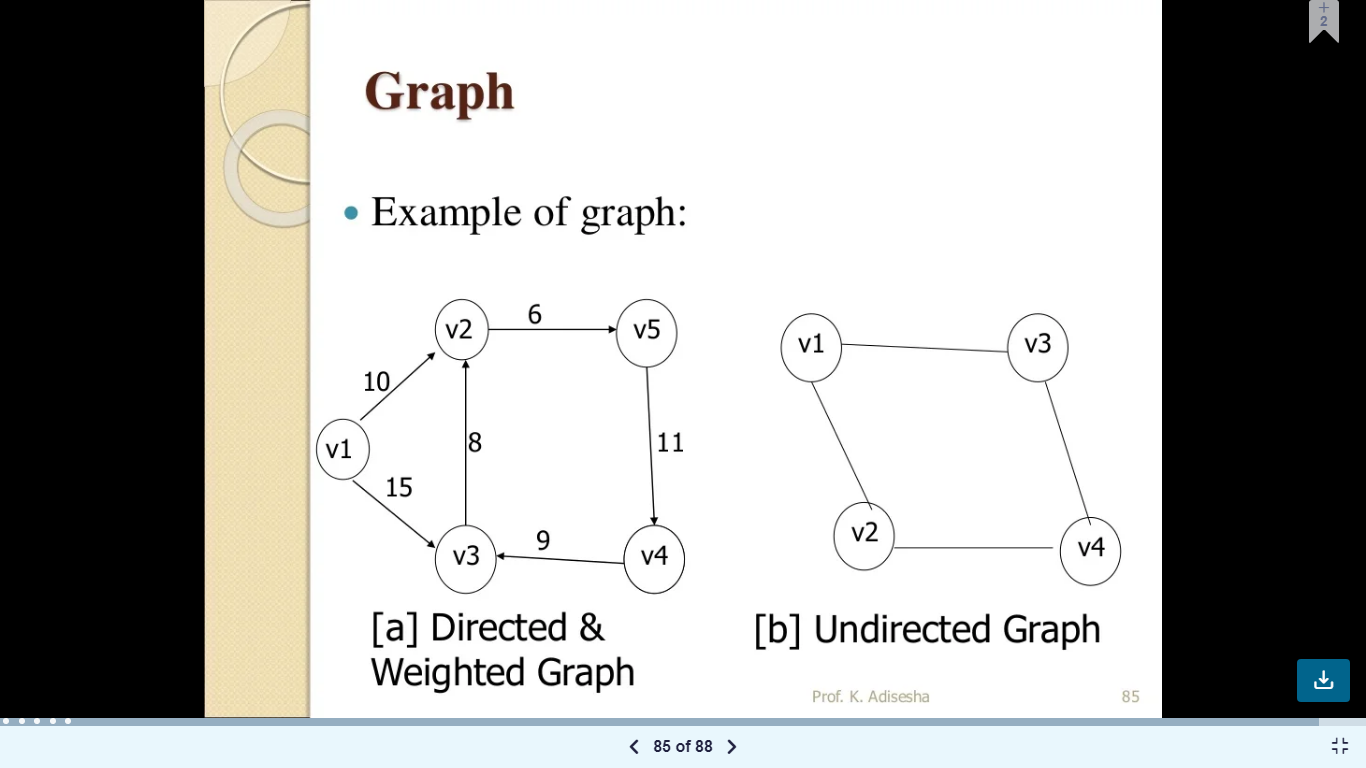 +
2
Graph
• Example of graph:
v2
6
v5
10
v1
8
11
15
v3
9
v4
v1
v3
v2
v4
[a] Directed &
Weighted Graph
[b] Undirected Graph
Prof. K. Adisesha
85
85 of 88